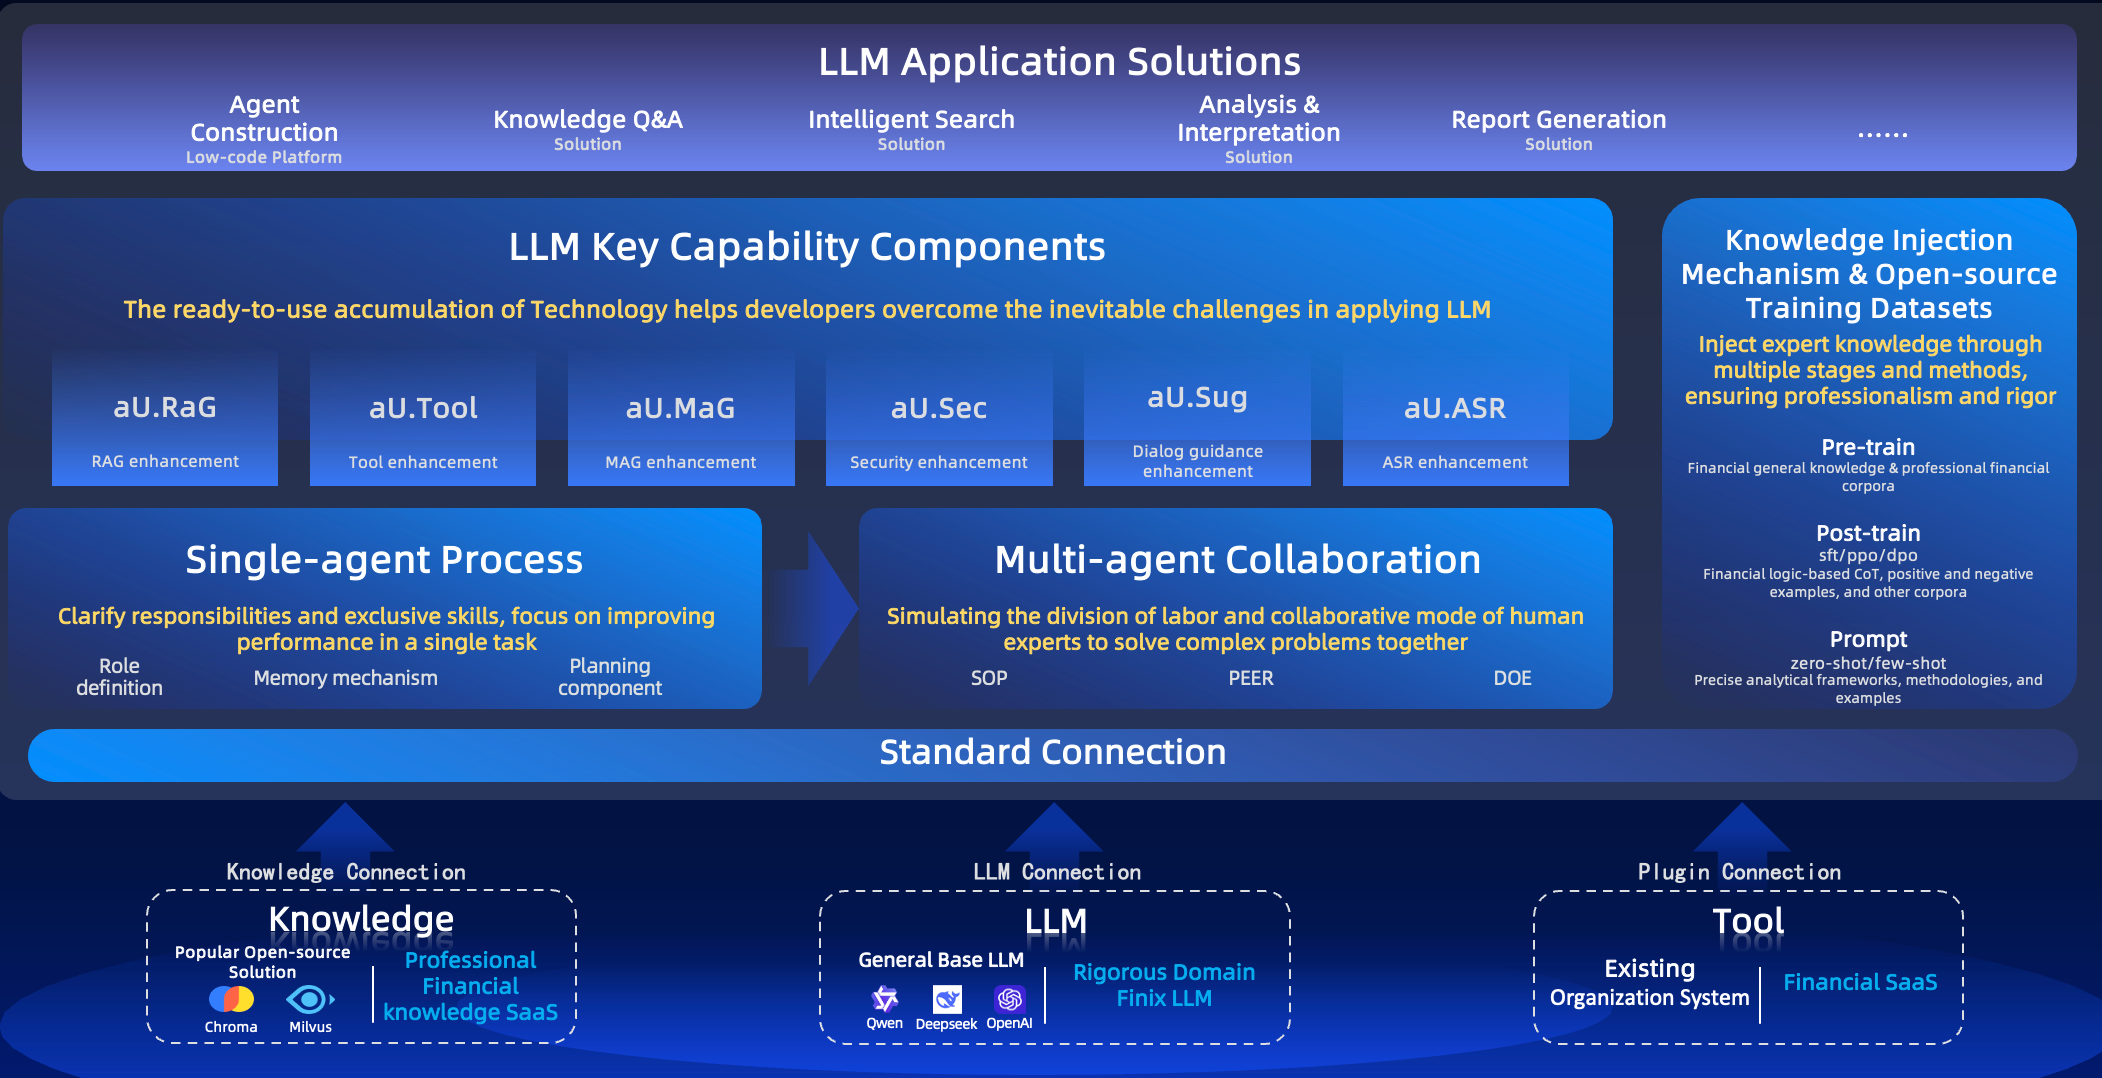 LLM Application Solutions
Agent
Construction
Low-code Platform
Knowledge Q&A
Solution
Intelligent Search
Solution
Analysis &
Interpretation
Solution
Report Generation
Solution
......
LLM Key Capability Components
The ready-to-use accumulation of Technology helps developers overcome the inevitable challenges in applying LLM
aU.RaG
RAG enhancement
aU.Tool
Tool enhancement
aU.MaG
MAG enhancement
aU.Sec
Security enhancement
aU.Sug
Dialog guidance
enhancement
aU.ASR
ASR enhancement
Knowledge Injection
Mechanism & Open-source
Training Datasets
Inject expert knowledge through
multiple stages and methods,
ensuring professionalism and rigor
Pre-train
Financial general knowledge & professional financial
corpora
Post-train
sft/ppo/dpo
Financial logic-based CoT, positive and negative
examples, and other corpora
Prompt
zero-shot/few-shot
Precise analytical frameworks, methodologies, and
examples
Single-agent Process
Clarify responsibilities and exclusive skills, focus on improving
performance in a single task
Role
definition
Memory mechanism
Planning
component
Multi-agent Collaboration
Simulating the division of labor and collaborative mode of human
experts to solve complex problems together
SOP
PEER
DOE
Standard Connection
Knowledge Connection
Knowledge
Popular Open-source
Solution
Chroma
Milvus
Professional
Financial
knowledge SaaS
LLM Connection
LLM
General Base LLM
Qwen
Deepseek
OpenAI
Rigorous Domain
Finix LLM
Plugin Connection
Tool
Existing
Organization System
Financial SaaS